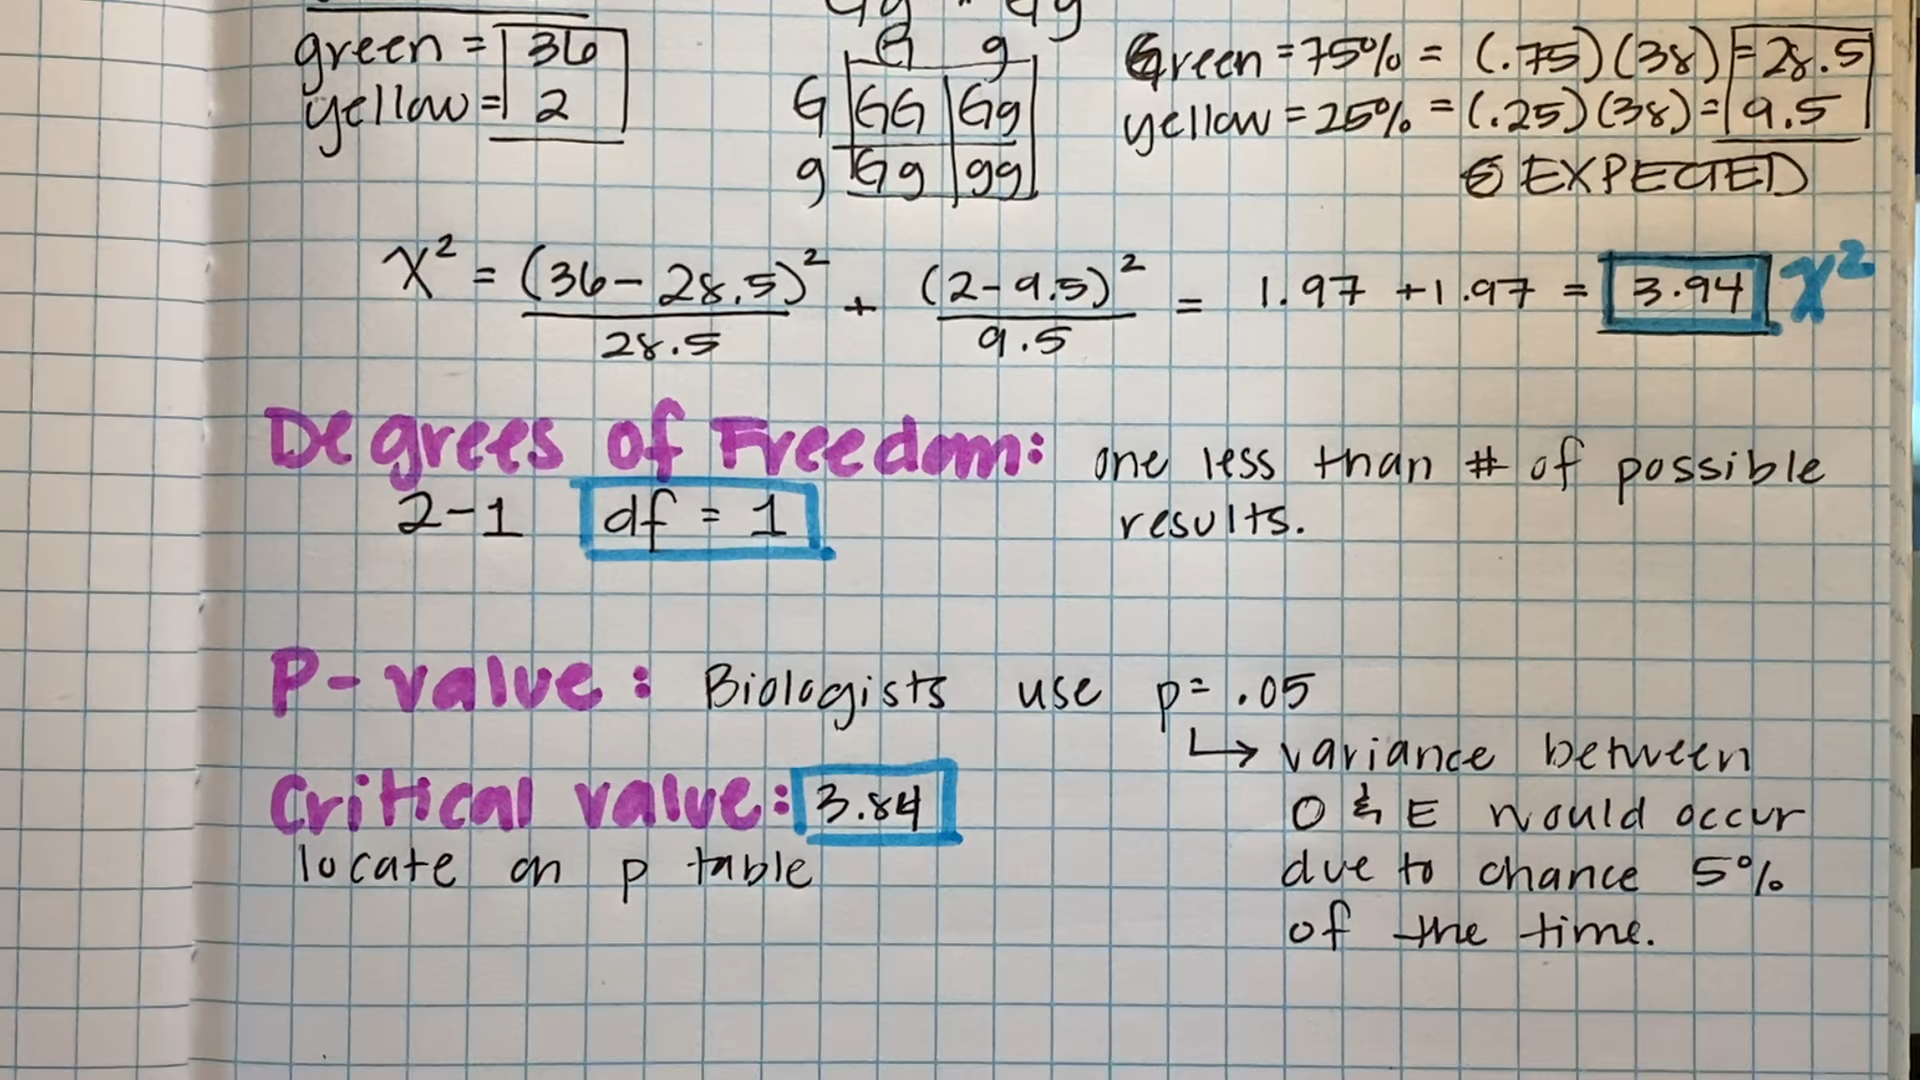 green = 36
yellow = 2
G g
G GG Gg
g Gg gg
Green = 75% = (.75)(38) = 28.5
yellow = 25% = (.25)(38) = 9.5
EXPECTED
χ² = (36-28.5)² / 28.5 + (2-9.5)² / 9.5 = 1.97 + 1.97 = 3.94 χ²
Degrees of Freedom: one less than # of possible
results.
2-1 df = 1
P-value: Biologists use p= .05
↳ variance between
O & E would occur
due to chance 5%
of the time.
Critical value: 3.84
locate on p table